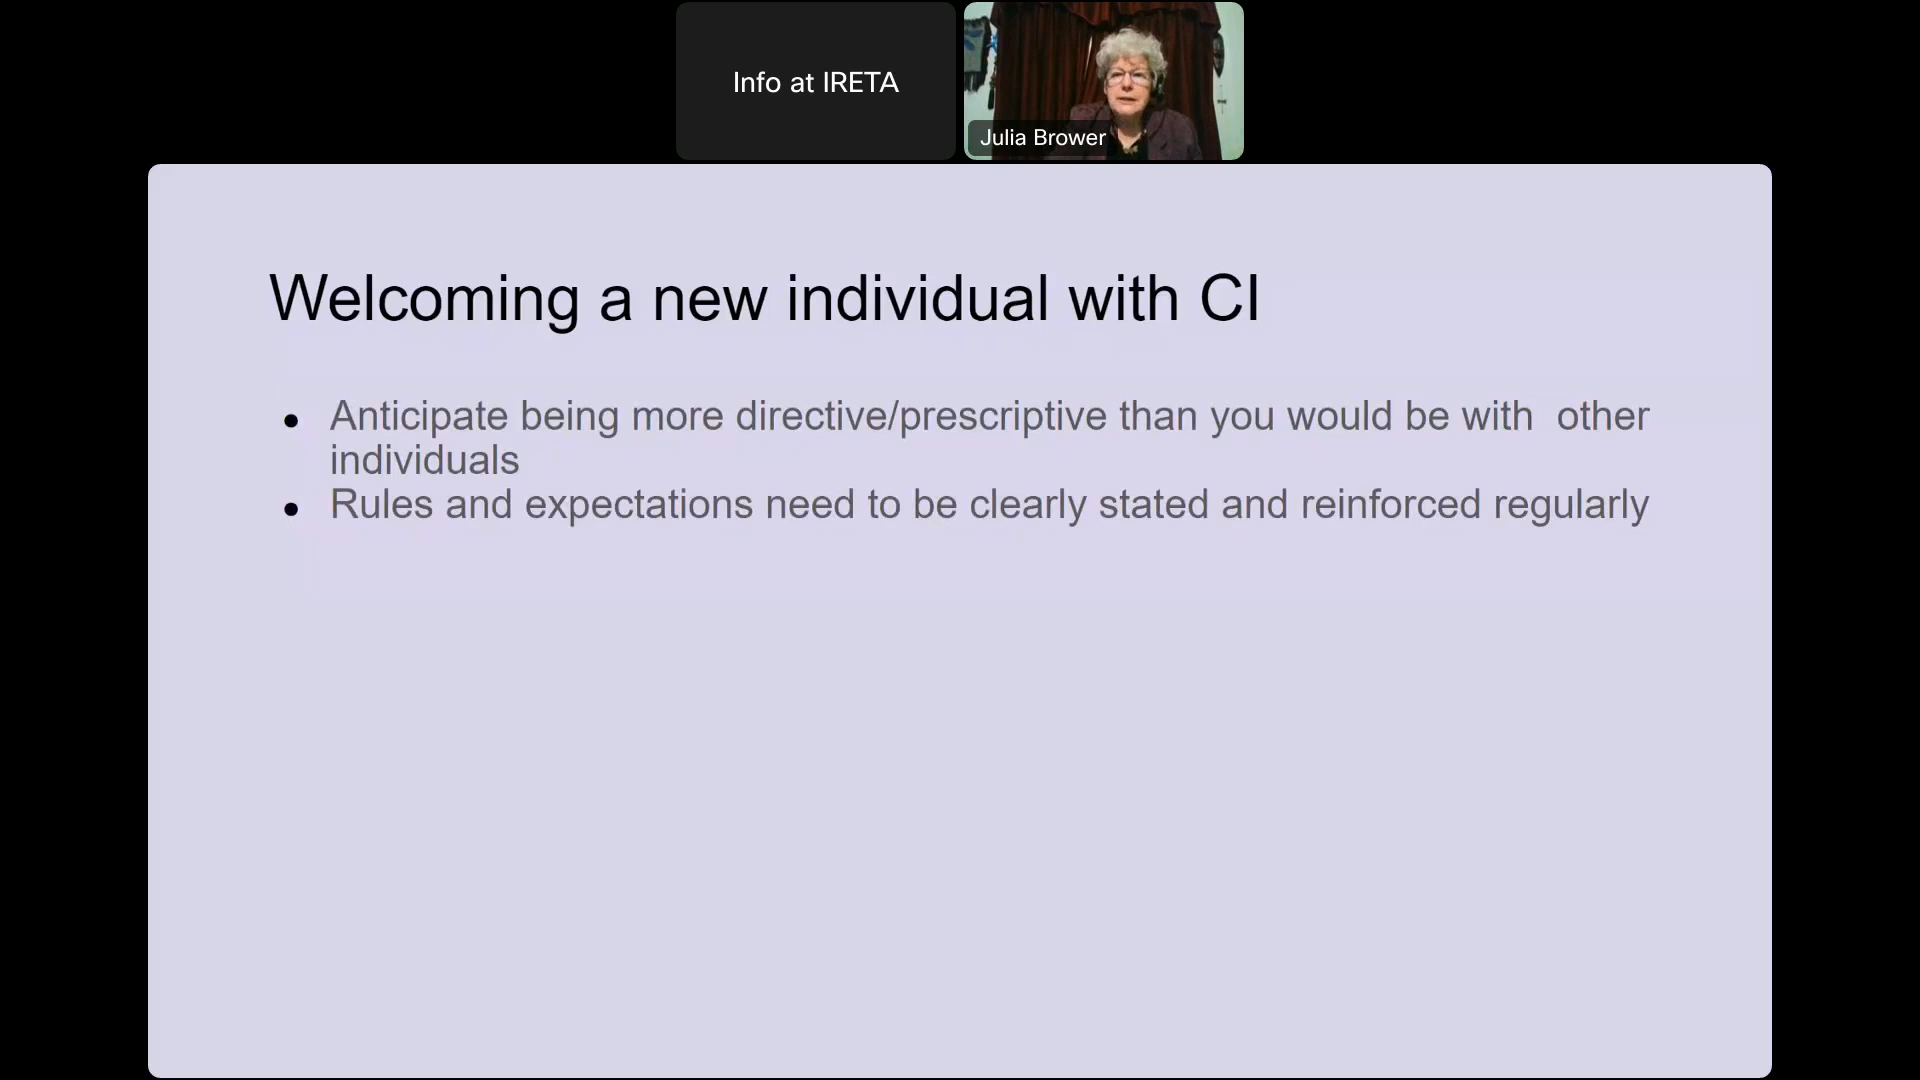 Info at IRETA
Julia Brower
Welcoming a new individual with CI
● Anticipate being more directive/prescriptive than you would be with  other
individuals
● Rules and expectations need to be clearly stated and reinforced regularly